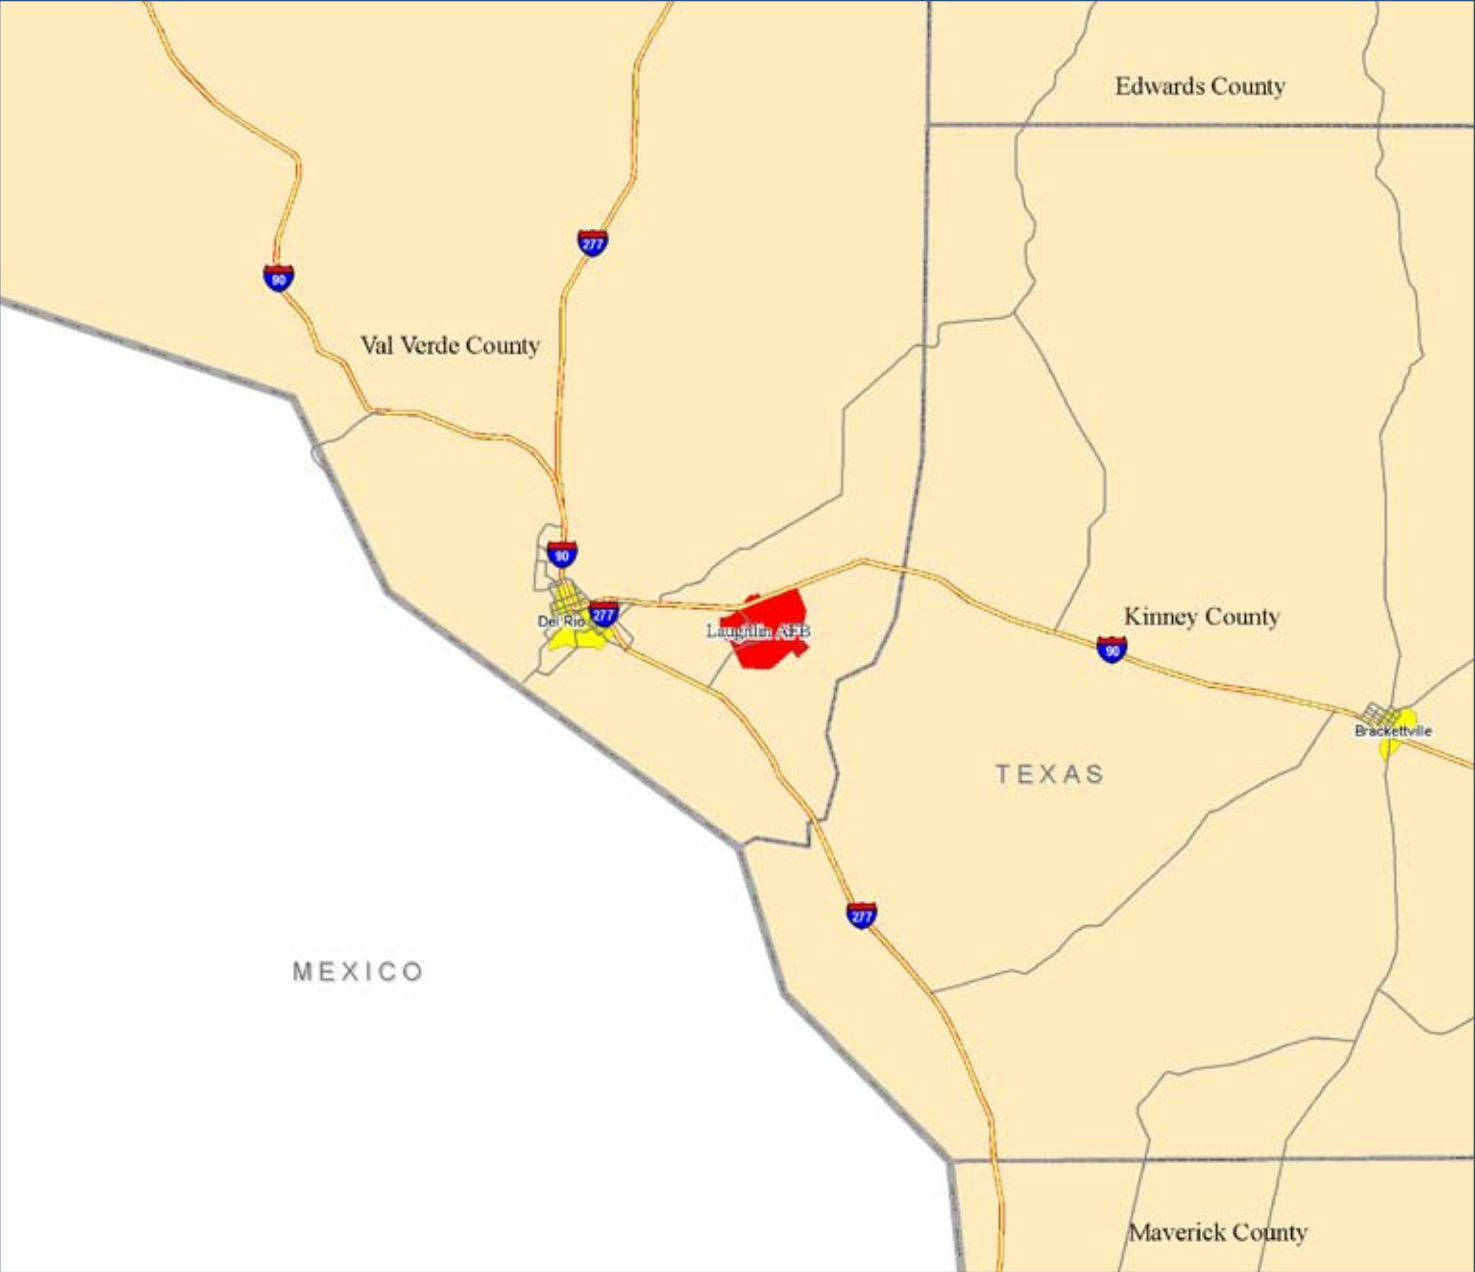 Edwards County
277
90
Val Verde County
90
277
Del Rio
Laughlin AFB
Kinney County
90
Brackettville
TEXAS
277
MEXICO
Maverick County